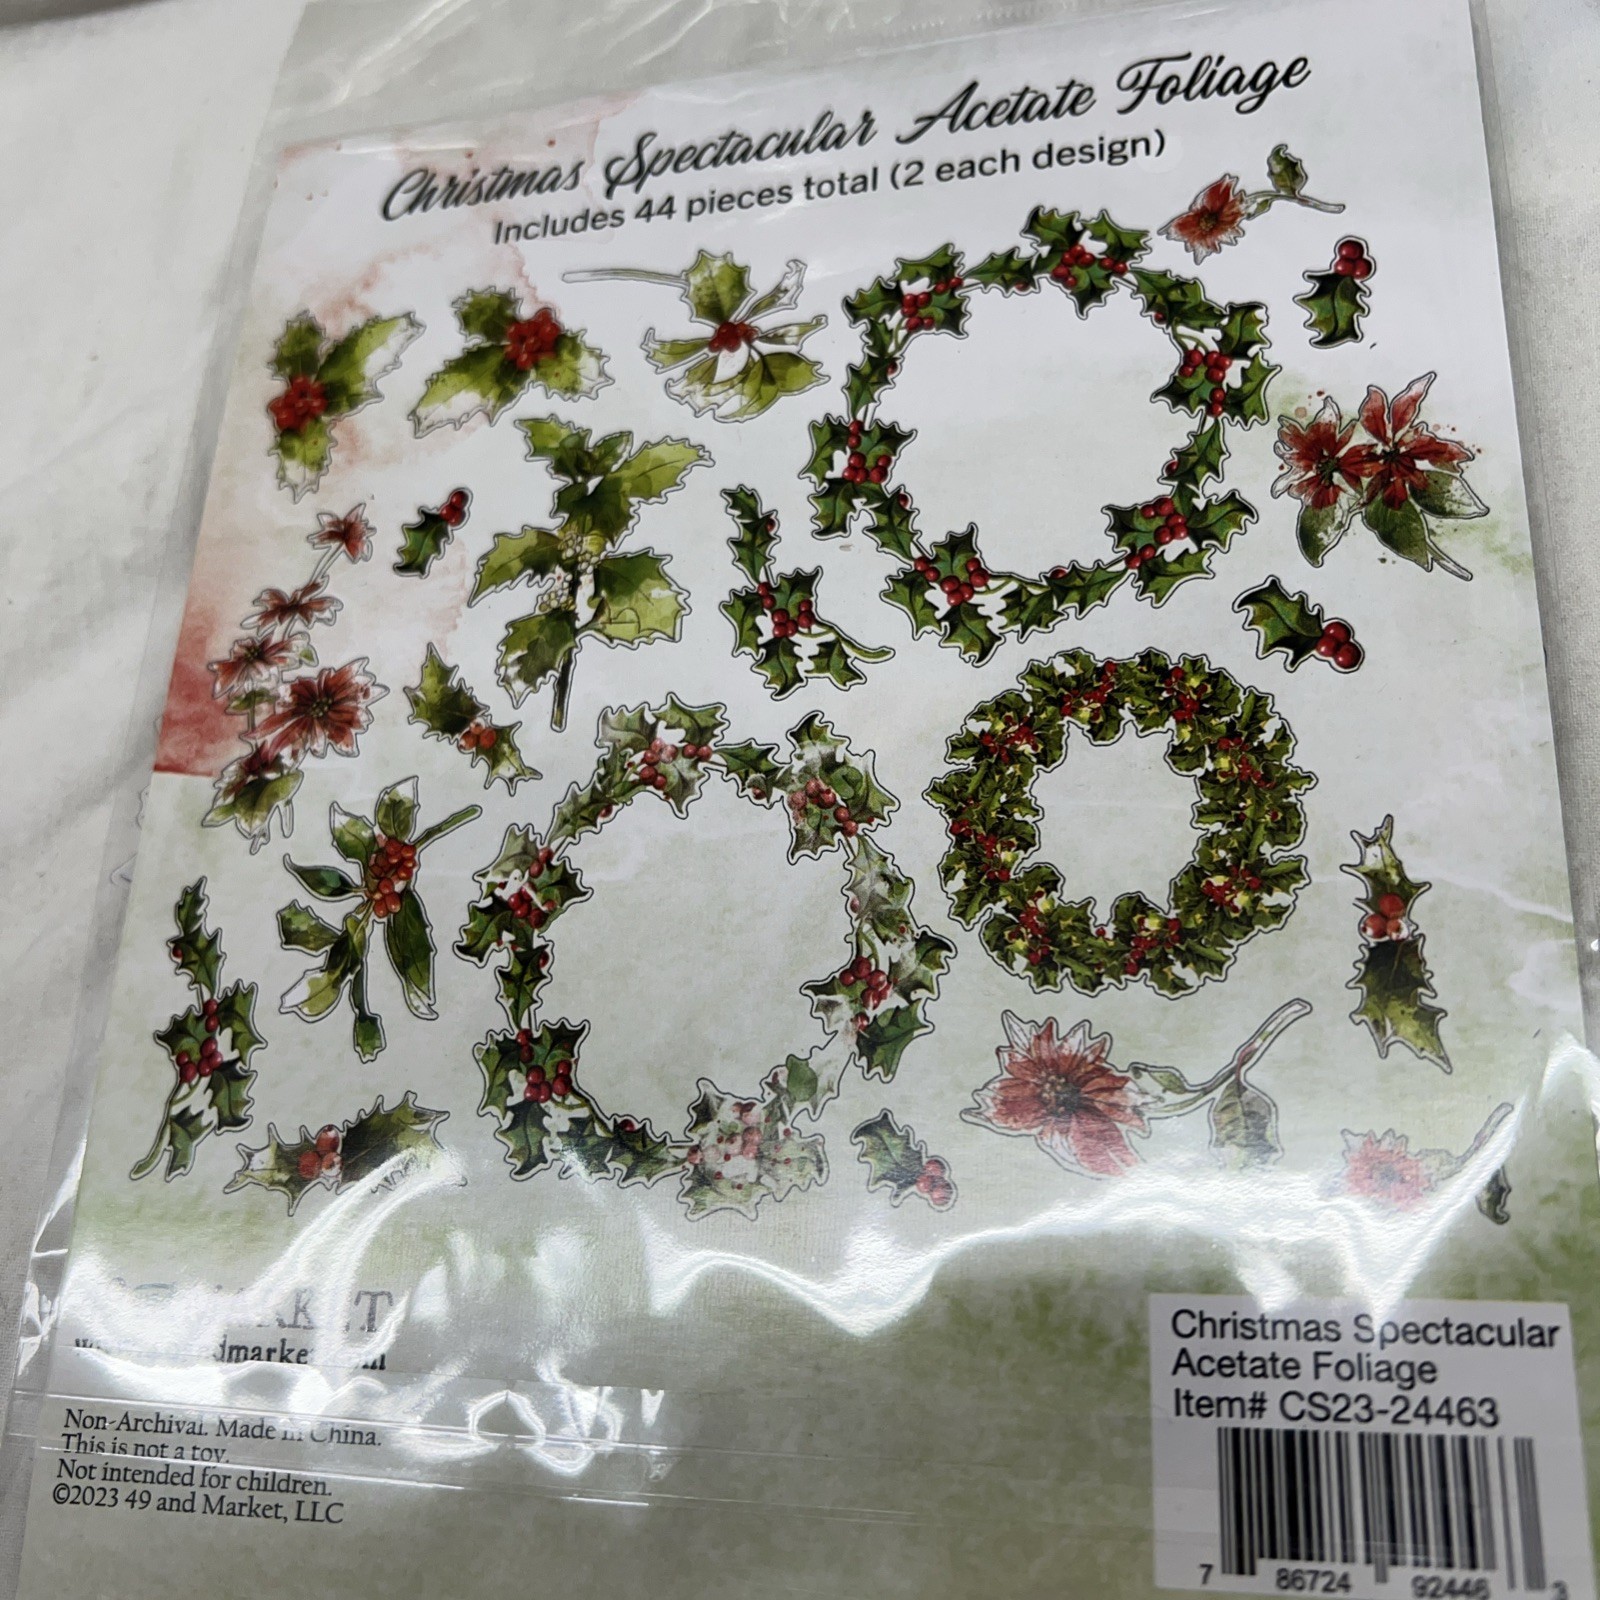 Christmas Spectacular Acetate Foliage
Includes 44 pieces total (2 each design)
Non-Archival. Made in China.
This is not a toy.
Not intended for children.
©2023 49 and Market, LLC
Christmas Spectacular
Acetate Foliage
Item# CS23-24463
7 86724 92446 3